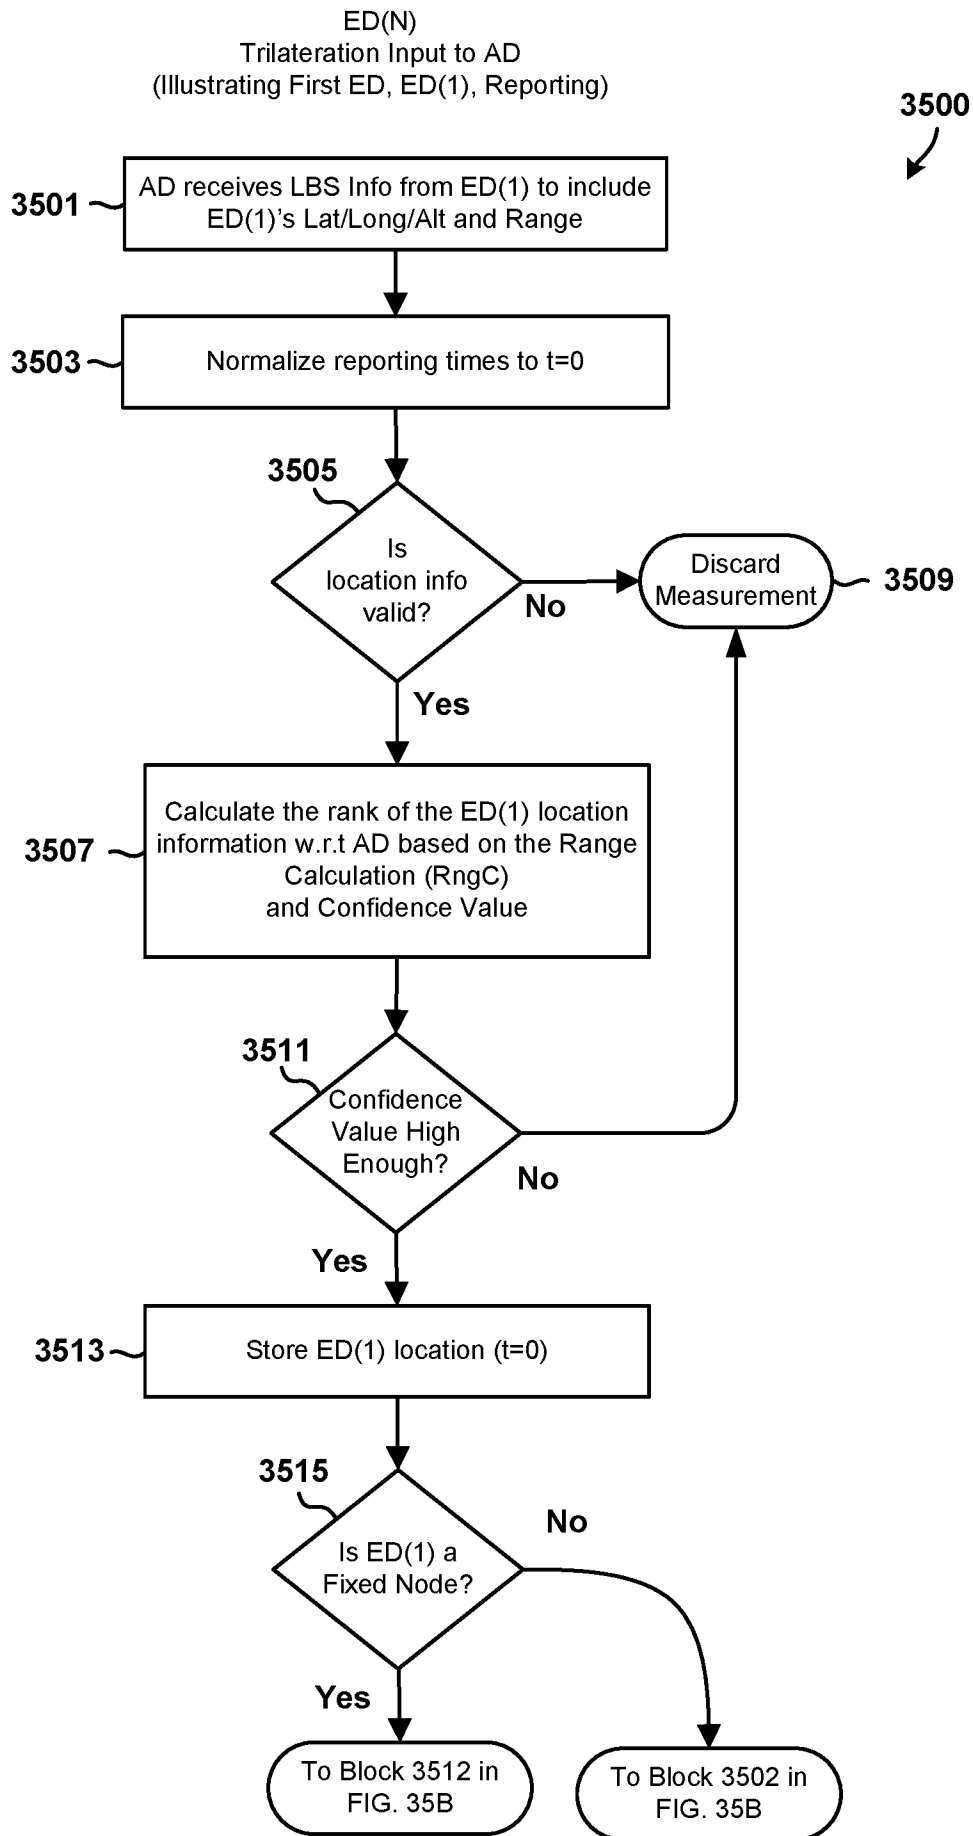 ED(N)
Trilateration Input to AD
(Illustrating First ED, ED(1), Reporting)
3500
3501
AD receives LBS Info from ED(1) to include
ED(1)'s Lat/Long/Alt and Range
3503
Normalize reporting times to t=0
3505
Is
location info
valid?
No
Discard
Measurement
3509
Yes
3507
Calculate the rank of the ED(1) location
information w.r.t AD based on the Range
Calculation (RngC)
and Confidence Value
3511
Confidence
Value High
Enough?
No
Yes
3513
Store ED(1) location (t=0)
3515
Is ED(1) a
Fixed Node?
No
Yes
To Block 3512 in
FIG. 35B
To Block 3502 in
FIG. 35B